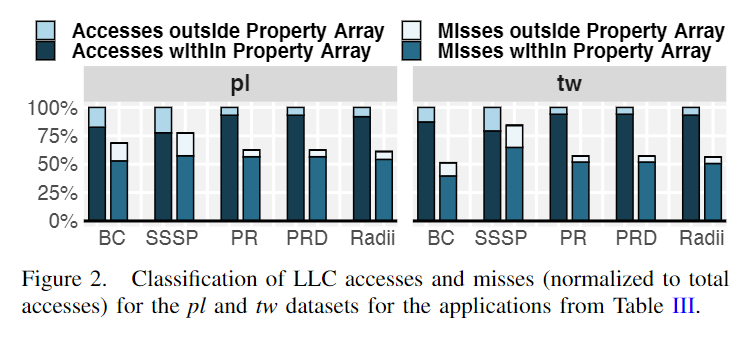 Accesses outside Property Array
Misses outside Property Array
Accesses within Property Array
Misses within Property Array
pl
tw
100%
75%
50%
25%
0%
BC SSSP PR PRD Radii
BC SSSP PR PRD Radii
Figure 2. Classification of LLC accesses and misses (normalized to total
accesses) for the pl and tw datasets for the applications from Table III.